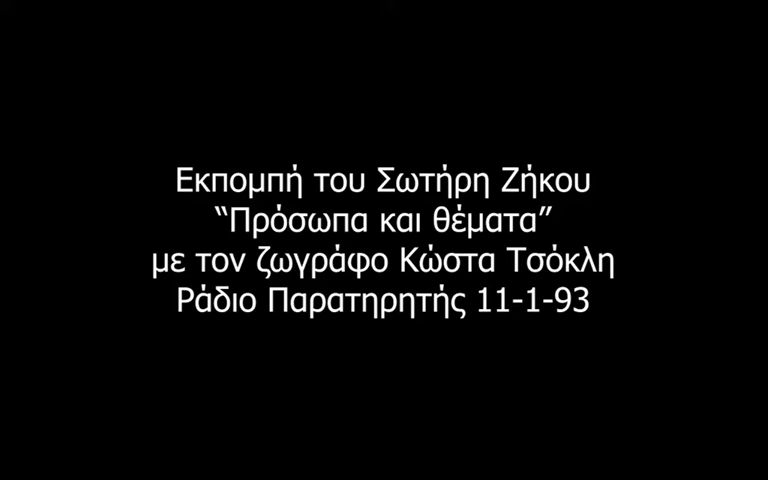 Εκπομπή του Σωτήρη Ζήκου
“Πρόσωπα και θέματα”
με τον ζωγράφο Κώστα Τσόκλη
Ράδιο Παρατηρητής 11-1-93